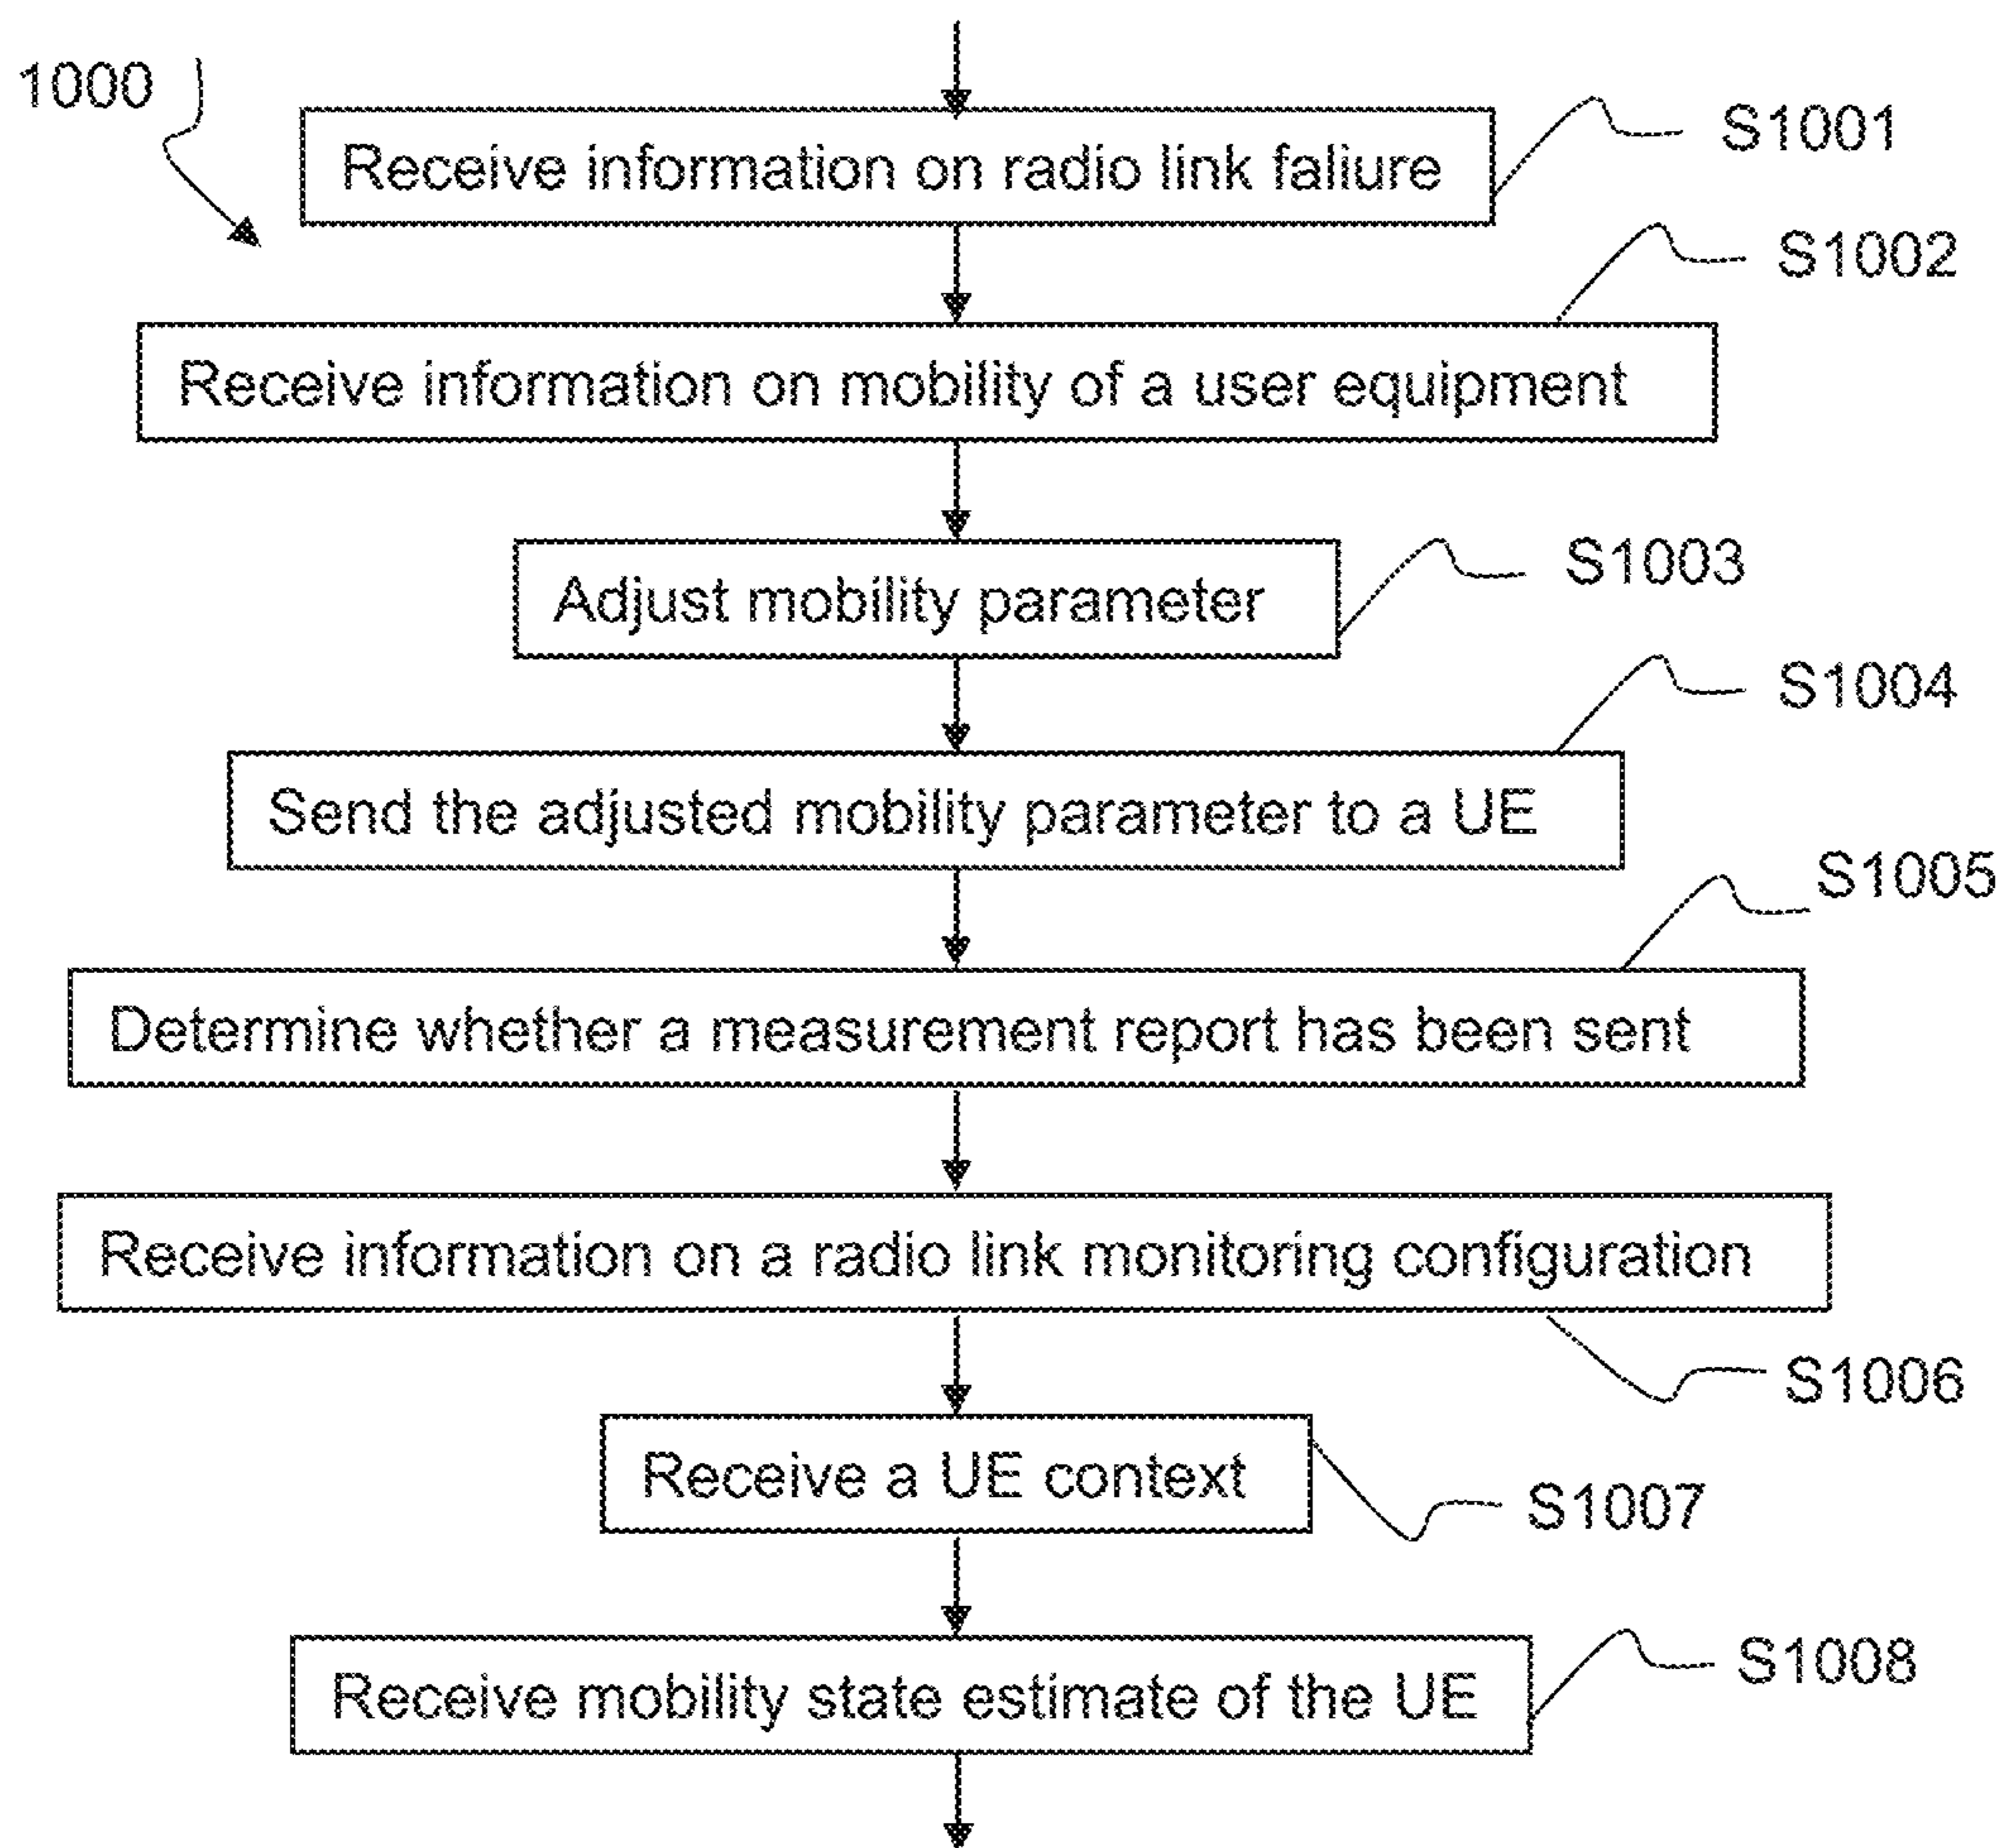 1000
Receive information on radio link faliure
S1001
Receive information on mobility of a user equipment
S1002
Adjust mobility parameter
S1003
Send the adjusted mobility parameter to a UE
S1004
Determine whether a measurement report has been sent
S1005
Receive information on a radio link monitoring configuration
S1006
Receive a UE context
S1007
Receive mobility state estimate of the UE
S1008